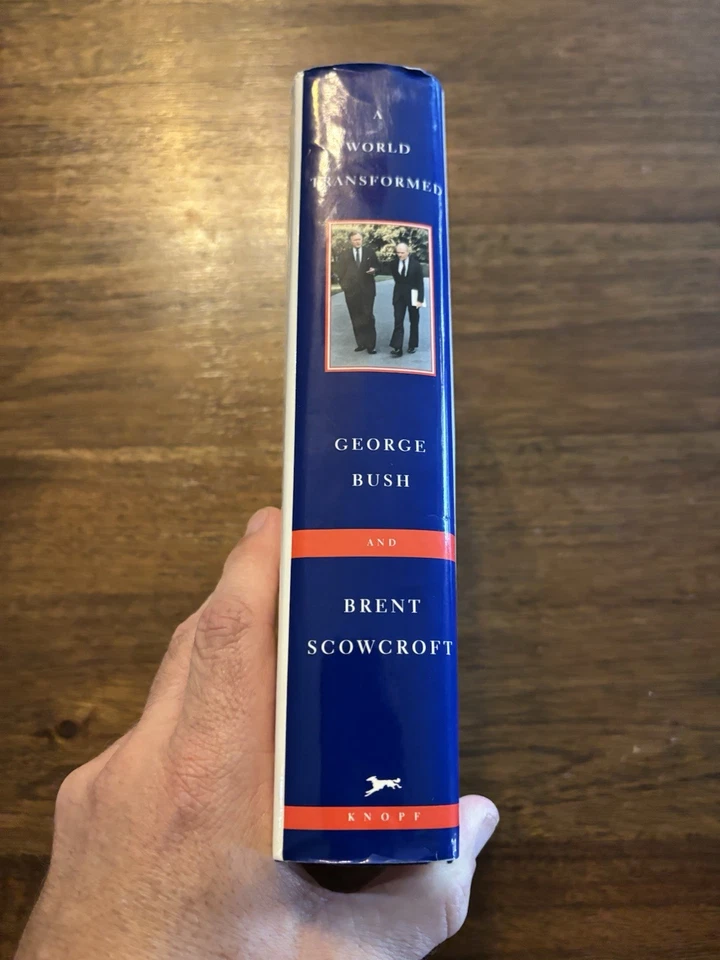 A
WORLD
TRANSFORMED
GEORGE
BUSH
AND
BRENT
SCOWCROFT
KNOPF